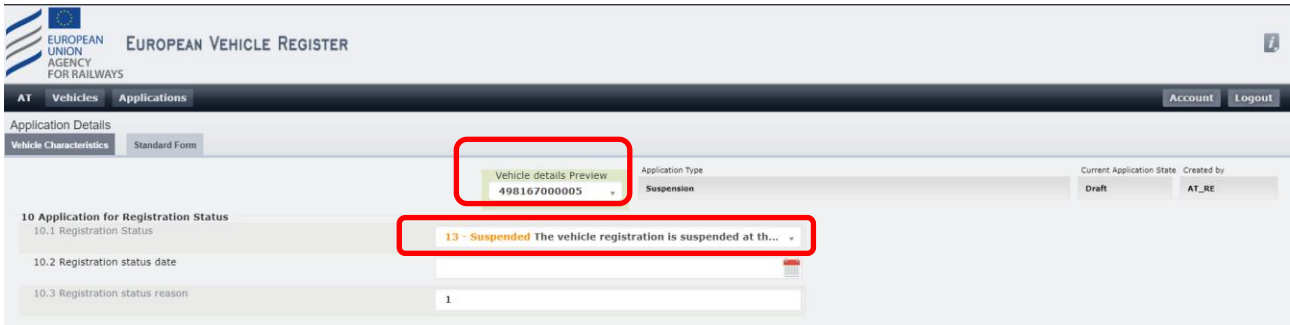 EUROPEAN
UNION
AGENCY
FOR RAILWAYS
EUROPEAN VEHICLE REGISTER
i
AT Vehicles Applications Account Logout
Application Details
Vehicle Characteristics Standard Form
Vehicle details Preview
498167000005
Application Type
Suspension
Current Application State Created by
Draft AT_RE
10 Application for Registration Status
10.1 Registration Status
13 - Suspended The vehicle registration is suspended at th...
10.2 Registration status date
10.3 Registration status reason
1